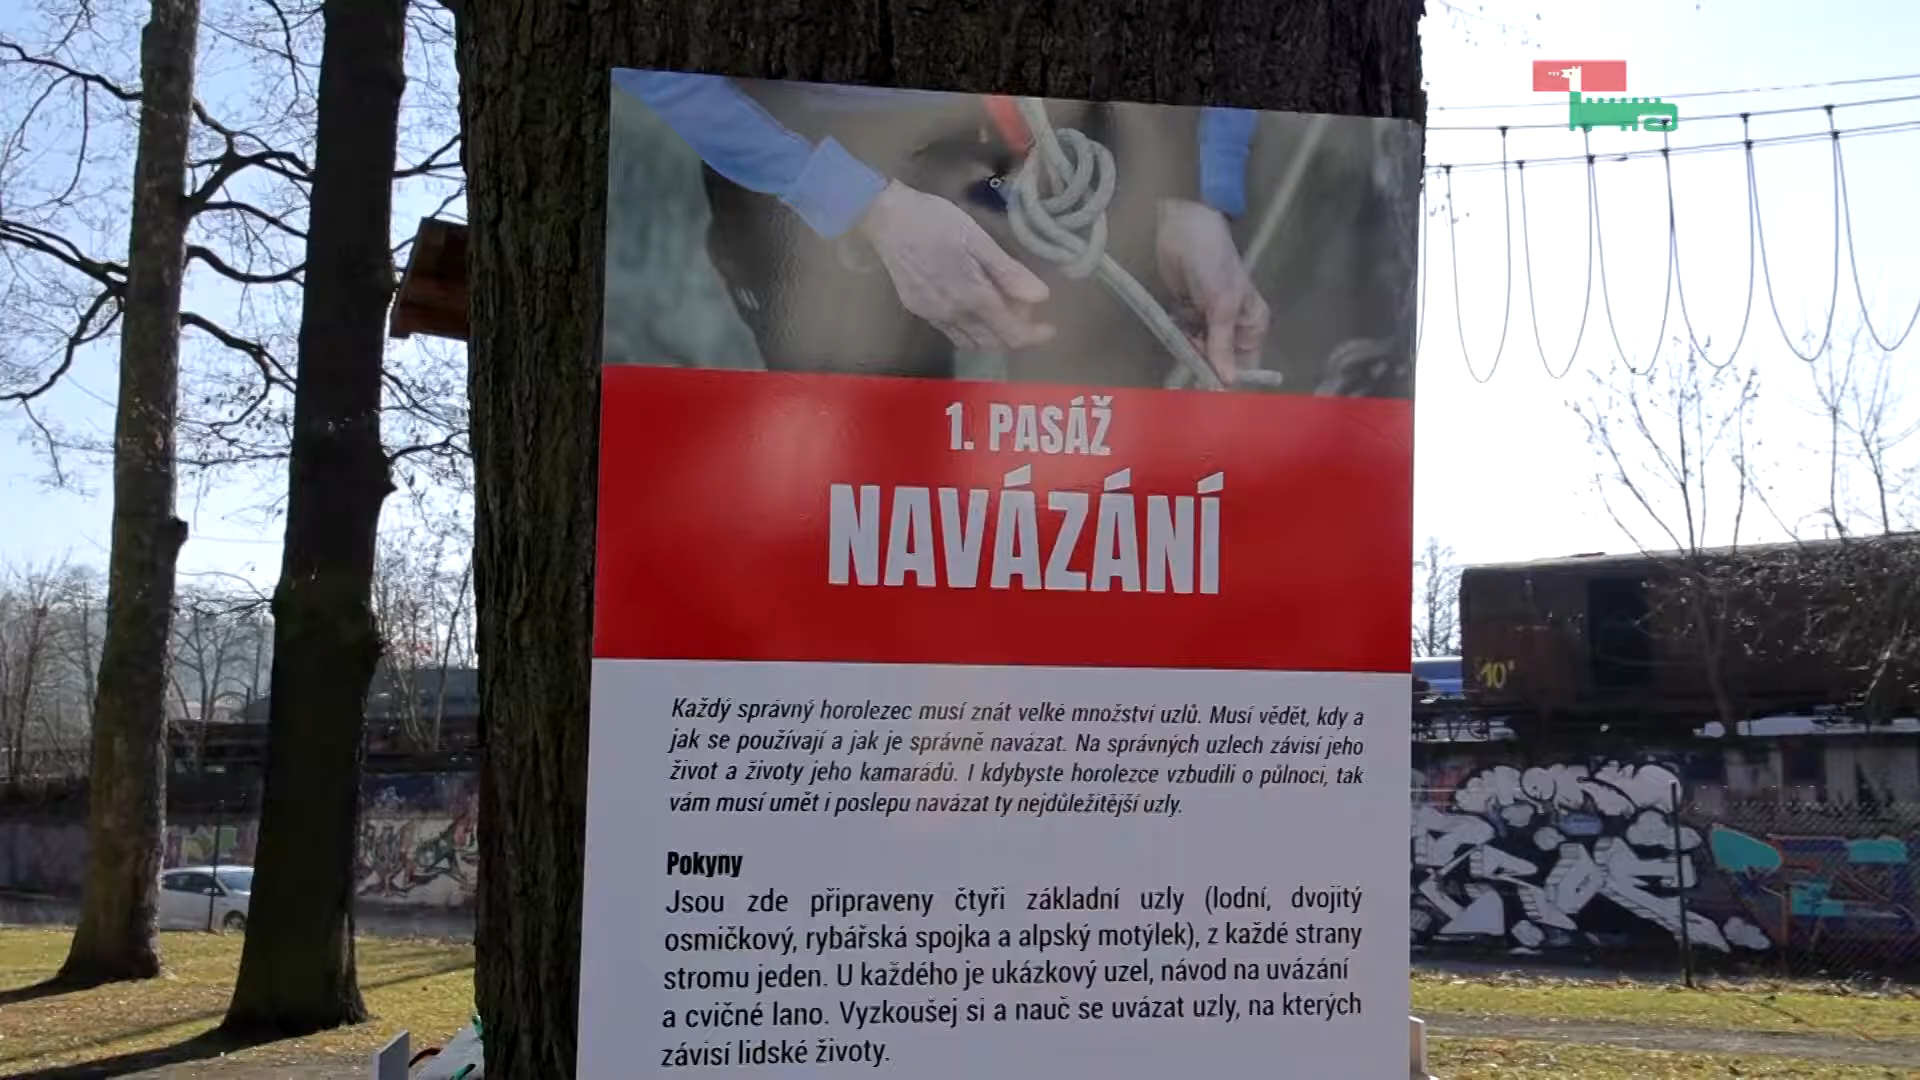 1. PASÁŽ
NAVÁZÁNÍ
Každý správný horolezec musí znát velké množství uzlů. Musí vědět, kdy a
jak se používají a jak je správně navázat. Na správných uzlech závisí jeho
život a životy jeho kamarádů. I kdybyste horolezce vzbudili o půlnoci, tak
vám musí umět i poslepu navázat ty nejdůležitější uzly.
Pokyny
Jsou zde připraveny čtyři základní uzly (lodní, dvojitý
osmičkový, rybářská spojka a alpský motýlek), z každé strany
stromu jeden. U každého je ukázkový uzel, návod na uvázání
a cvičné lano. Vyzkoušej si a nauč se uvázat uzly, na kterých
závisí lidské životy.
10